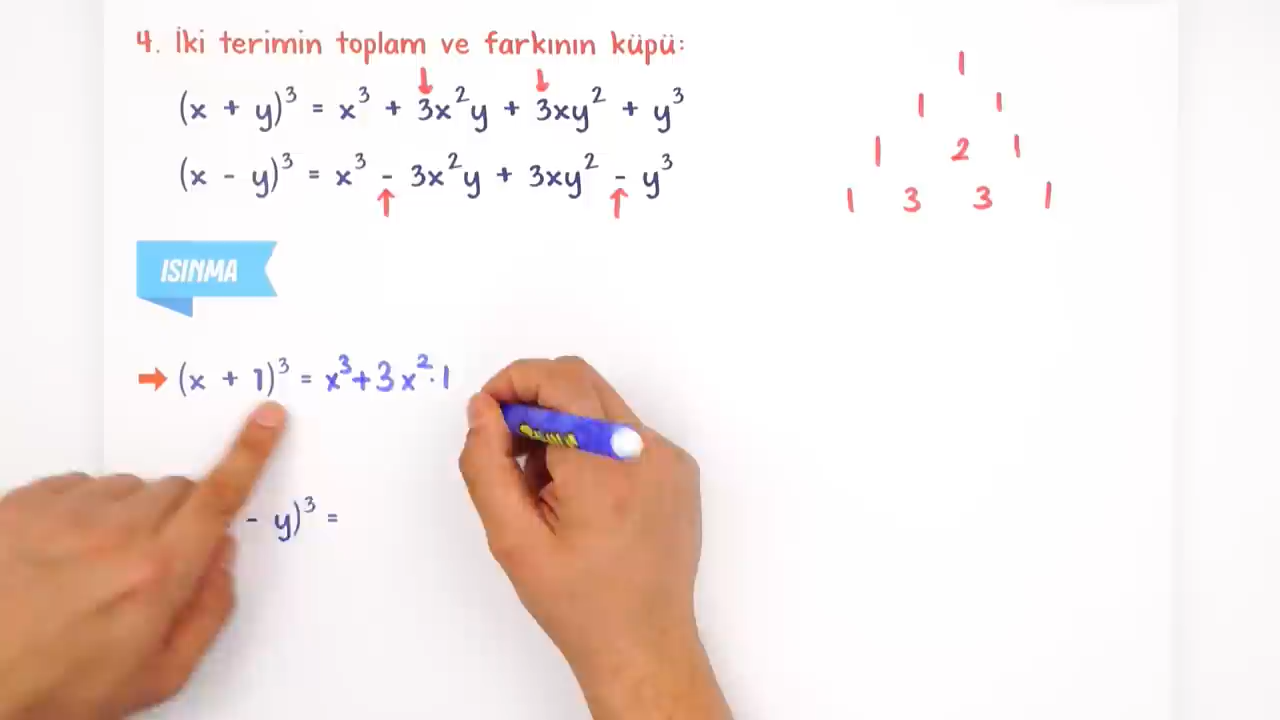 4. İki terimin toplam ve farkının küpü:
(x + y)³ = x³ + 3x²y + 3xy² + y³
(x - y)³ = x³ - 3x²y + 3xy² - y³
1
1 1
1 2 1
1 3 3 1
ISINMA
(x + 1)³ = x³ + 3x²·1
- y)³ =